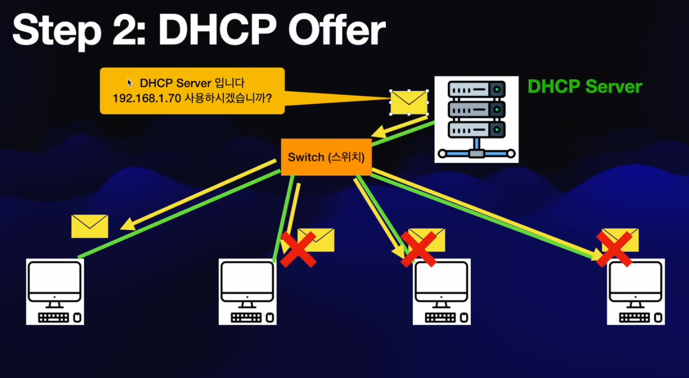 Step 2: DHCP Offer
DHCP Server 입니다
192.168.1.70 사용하시겠습니까?
DHCP Server
Switch (스위치)